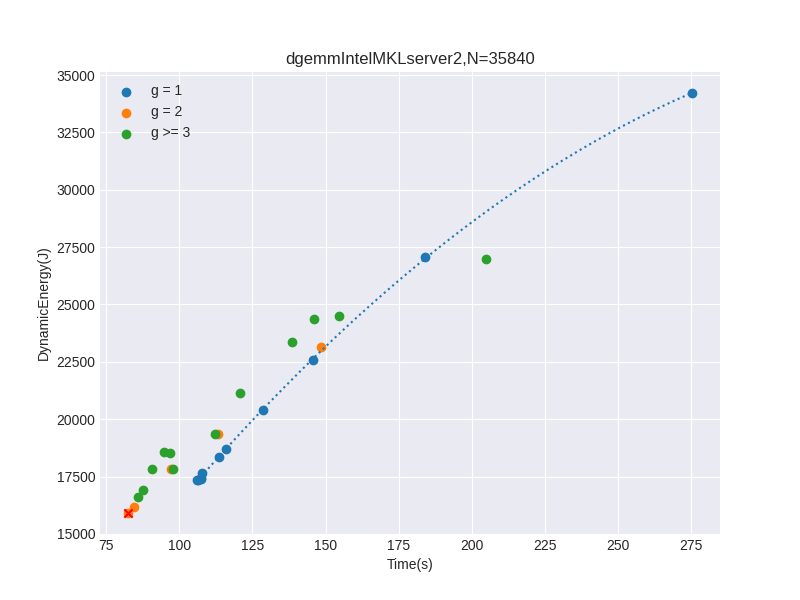 dgemmIntelMKLserver2,N=35840
g = 1
g = 2
g >= 3
DynamicEnergy(J)
35000
32500
30000
27500
25000
22500
20000
17500
15000
75 100 125 150 175 200 225 250 275
Time(s)